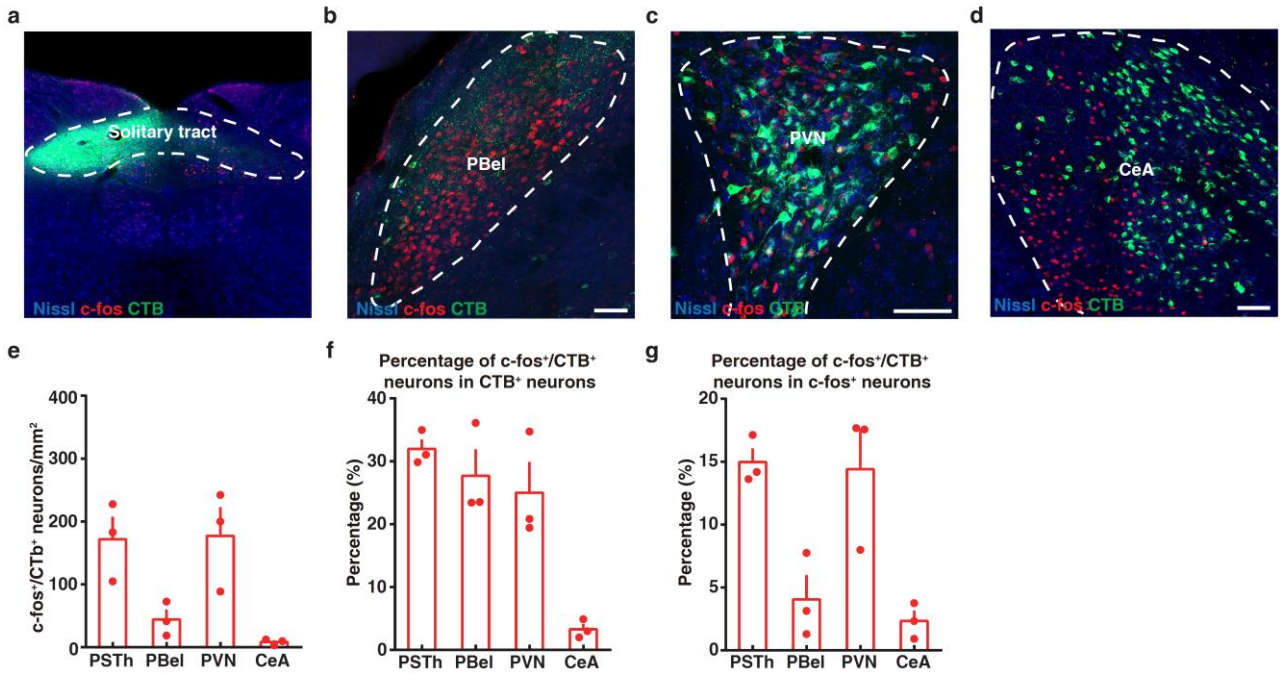 a
b
c
d
Solitary tract
PBel
PVN
CeA
Nissl c-fos CTB
Nissl c-fos CTB
Nissl c-fos CTB
Nissl c-fos CTB
e
f
g
Percentage of c-fos⁺/CTB⁺
neurons in CTB⁺ neurons
Percentage of c-fos⁺/CTB⁺
neurons in c-fos⁺ neurons
c-fos⁺/CTb⁺ neurons/mm²
400
300
200
100
0
PSTh PBel PVN CeA
Percentage (%)
40
30
20
10
0
PSTh PBel PVN CeA
Percentage (%)
20
15
10
5
0
PSTh PBel PVN CeA